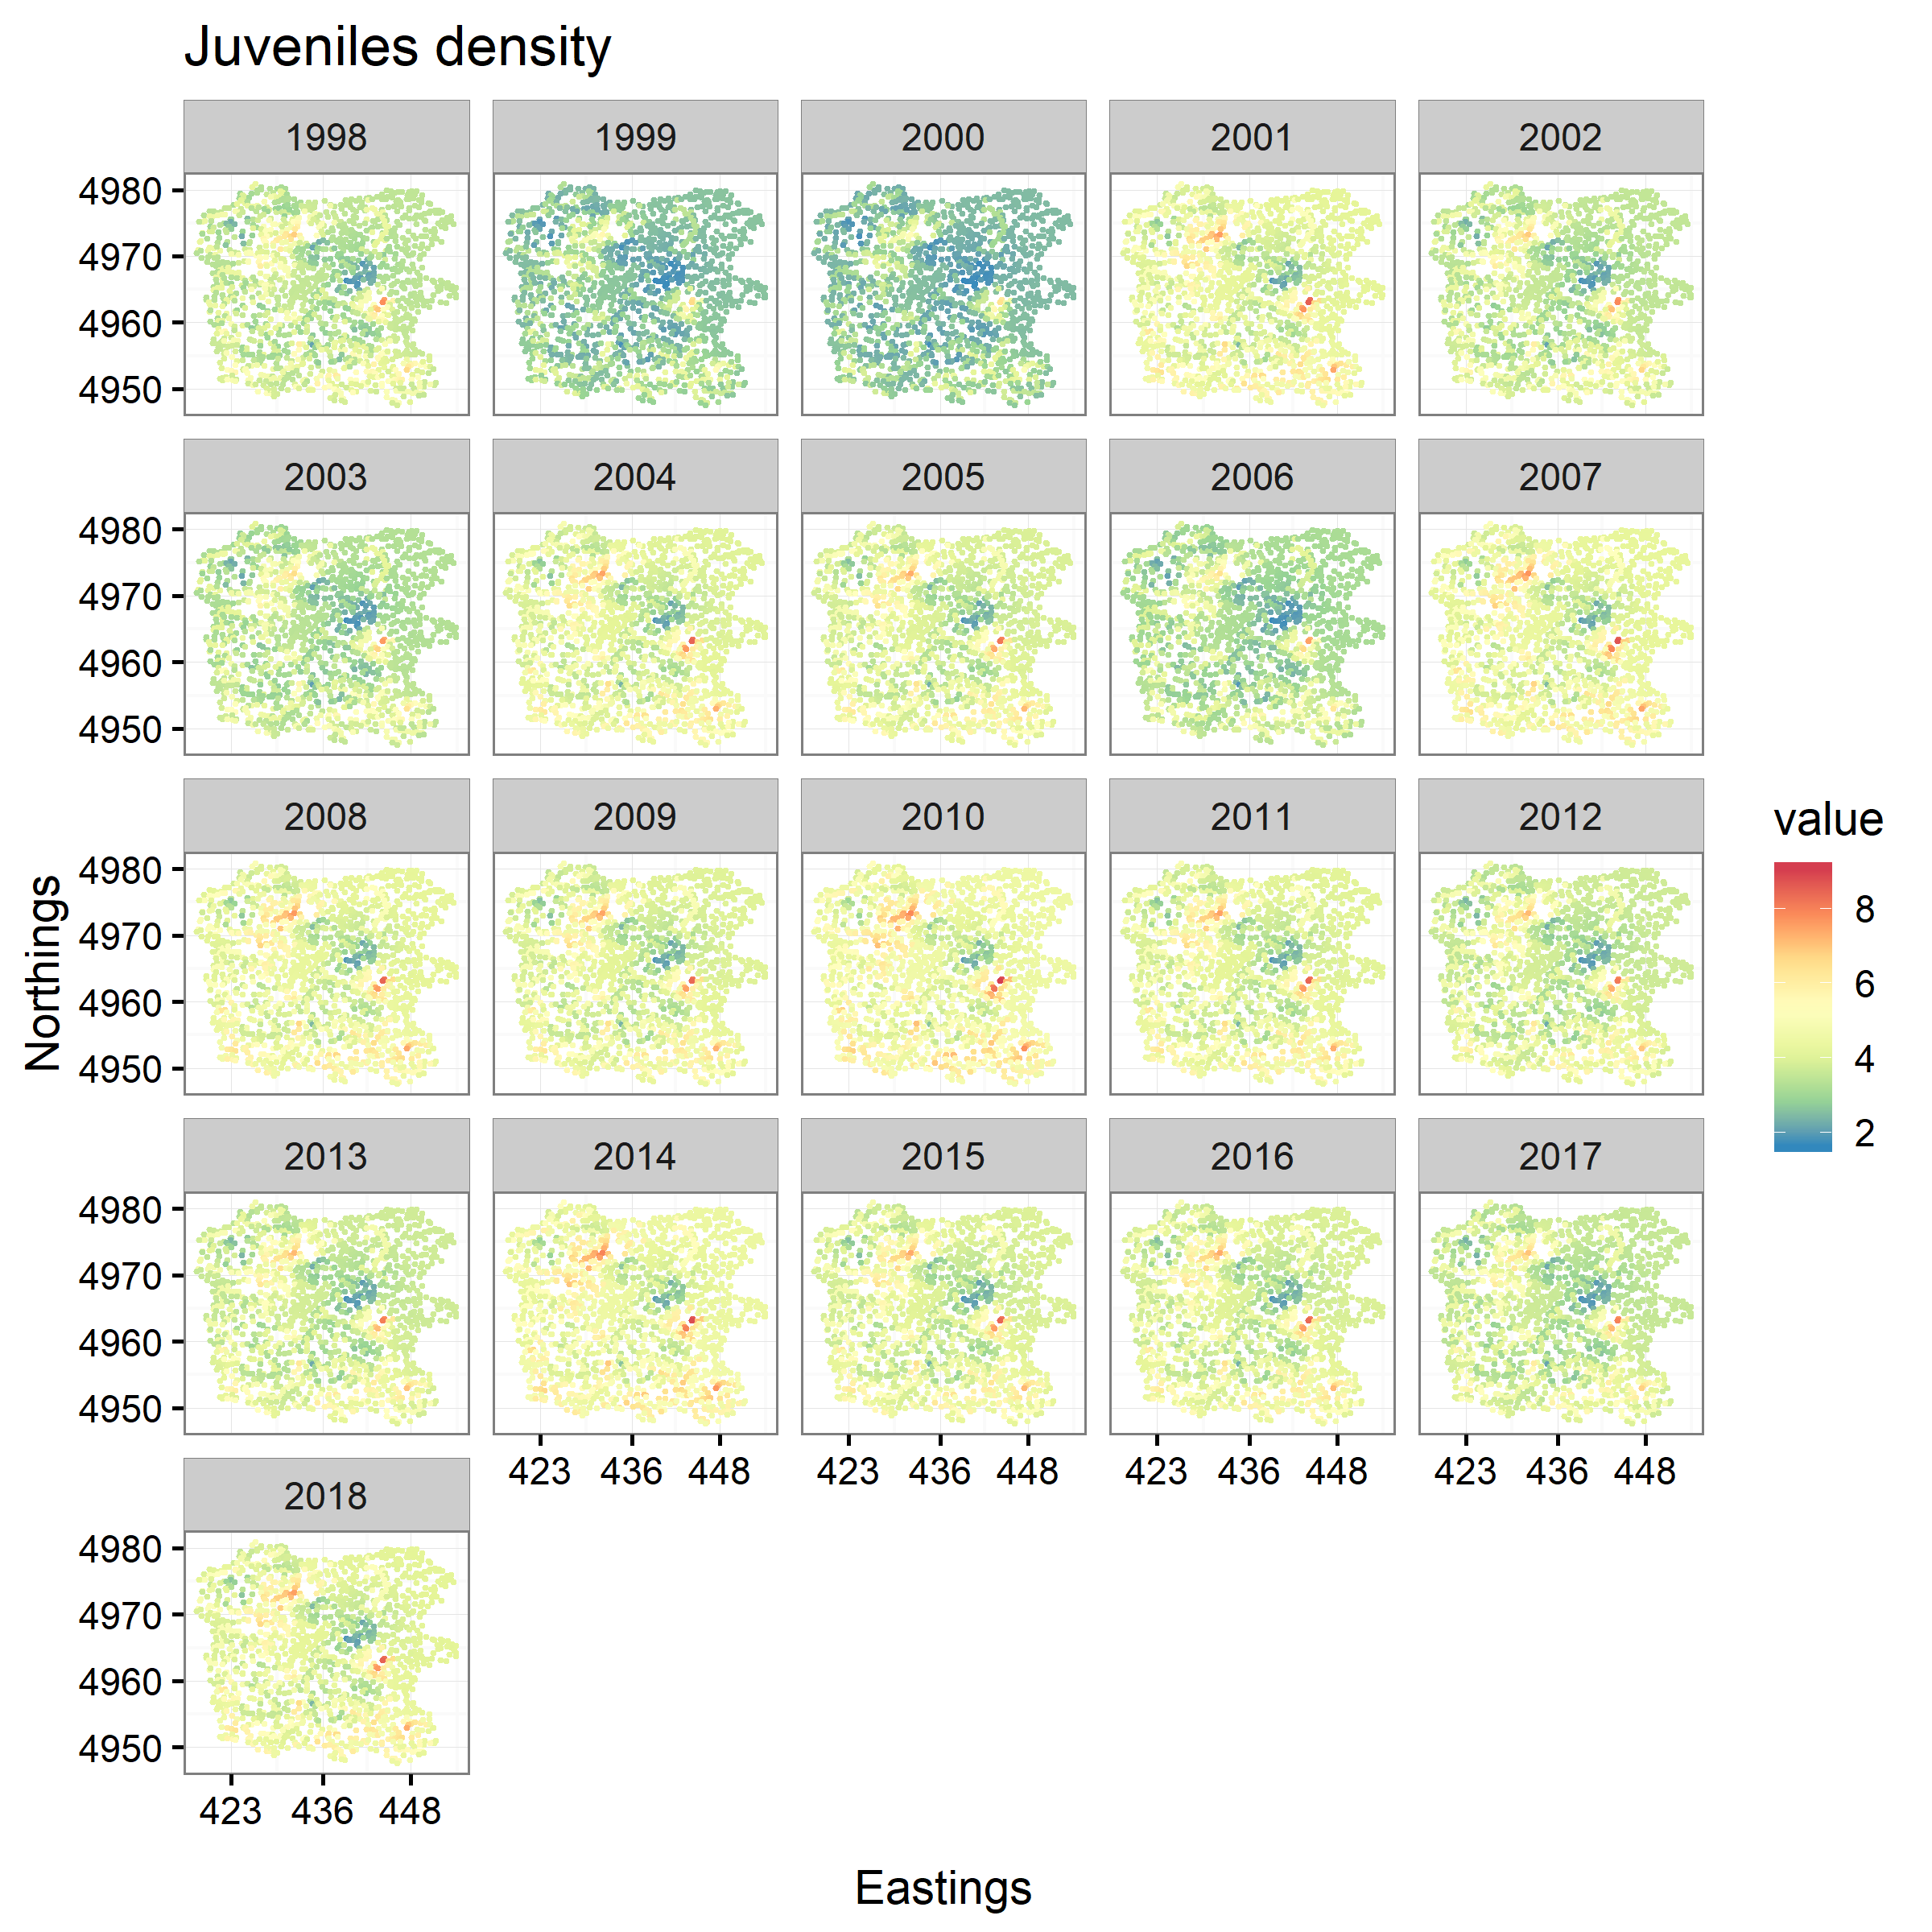 Juveniles density
1998 1999 2000 2001 2002
4980
4970
4960
4950
2003 2004 2005 2006 2007
4980
4970
4960
4950
2008 2009 2010 2011 2012
4980
4970
4960
4950
2013 2014 2015 2016 2017
4980
4970
4960
4950
423 436 448 423 436 448 423 436 448 423 436 448
2018
4980
4970
4960
4950
423 436 448
Eastings
Northings
value
8
6
4
2